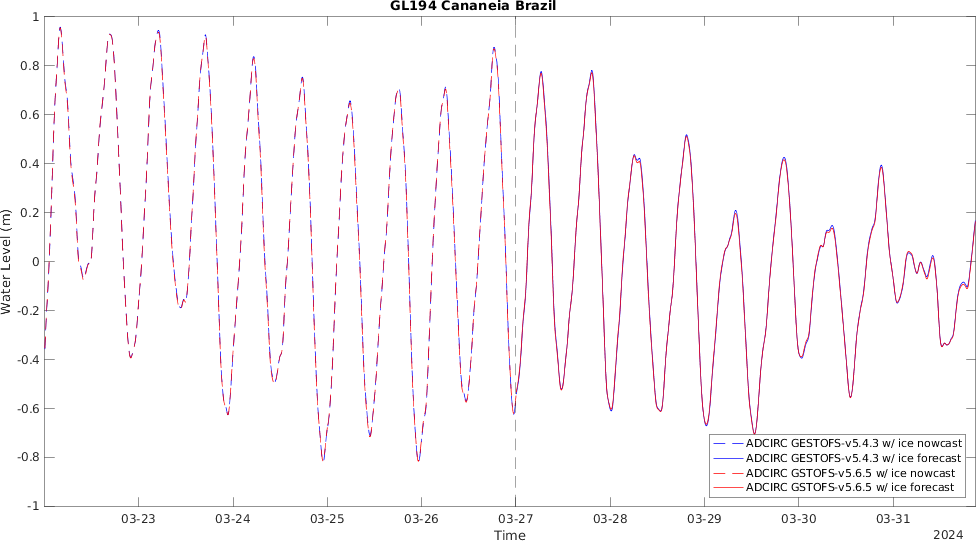 GL194 Cananeia Brazil
1
0.8
0.6
0.4
0.2
0
-0.2
-0.4
-0.6
-0.8
-1
Water Level (m)
ADCIRC GESTOFS-v5.4.3 w/ ice nowcast
ADCIRC GESTOFS-v5.4.3 w/ ice forecast
ADCIRC GSTOFS-v5.6.5 w/ ice nowcast
ADCIRC GSTOFS-v5.6.5 w/ ice forecast
03-23 03-24 03-25 03-26 03-27 03-28 03-29 03-30 03-31
Time
2024